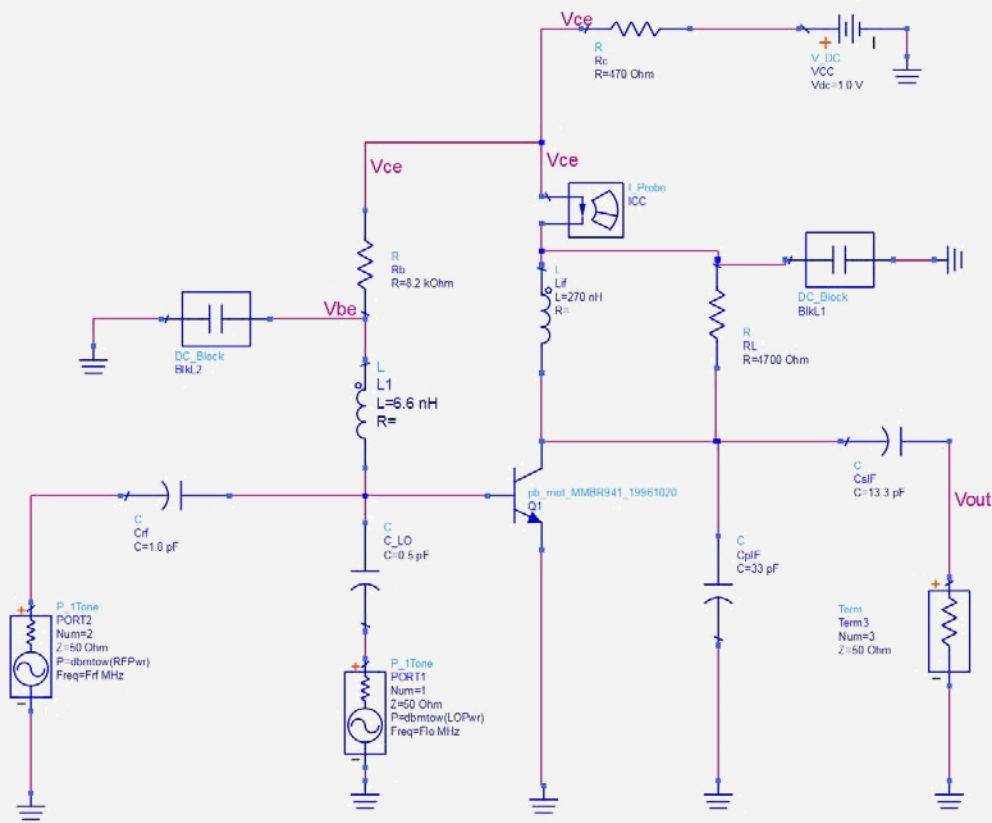 Vce
R
Rc
R=470 Ohm
V_DC
VCC
Vdc=1.0 V
Vce
Vce
I_Probe
ICC
R
Rb
R=8.2 kOhm
L
Lif
L=270 nH
R=
DC_Block
BlkL1
Vbe
DC_Block
BlkL2
R
RL
R=4700 Ohm
L
L1
L=6.6 nH
R=
pb_mot_MMBR941_19961020
Q1
C
CsIF
C=13.3 pF
Vout
C
Crf
C=1.8 pF
C
C_LO
C=0.5 pF
C
CpIF
C=33 pF
P_1Tone
PORT2
Num=2
Z=50 Ohm
P=dbmtow(RFPwr)
Freq=Frf MHz
P_1Tone
PORT1
Num=1
Z=50 Ohm
P=dbmtow(LOPwr)
Freq=Flo MHz
Term
Term3
Num=3
Z=50 Ohm